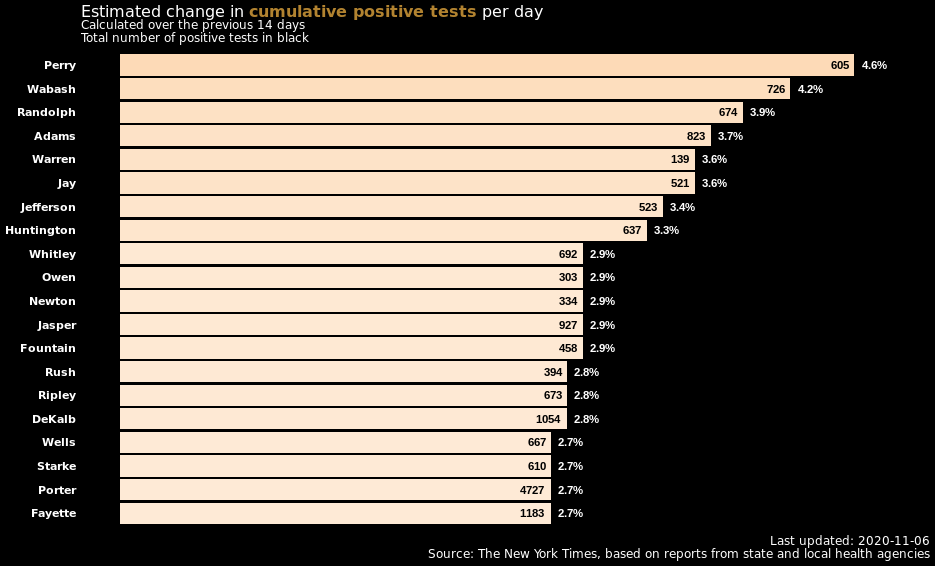 Estimated change in cumulative positive tests per day
Calculated over the previous 14 days
Total number of positive tests in black
Perry 605 4.6%
Wabash 726 4.2%
Randolph 674 3.9%
Adams 823 3.7%
Warren 139 3.6%
Jay 521 3.6%
Jefferson 523 3.4%
Huntington 637 3.3%
Whitley 692 2.9%
Owen 303 2.9%
Newton 334 2.9%
Jasper 927 2.9%
Fountain 458 2.9%
Rush 394 2.8%
Ripley 673 2.8%
DeKalb 1054 2.8%
Wells 667 2.7%
Starke 610 2.7%
Porter 4727 2.7%
Fayette 1183 2.7%
Last updated: 2020-11-06
Source: The New York Times, based on reports from state and local health agencies